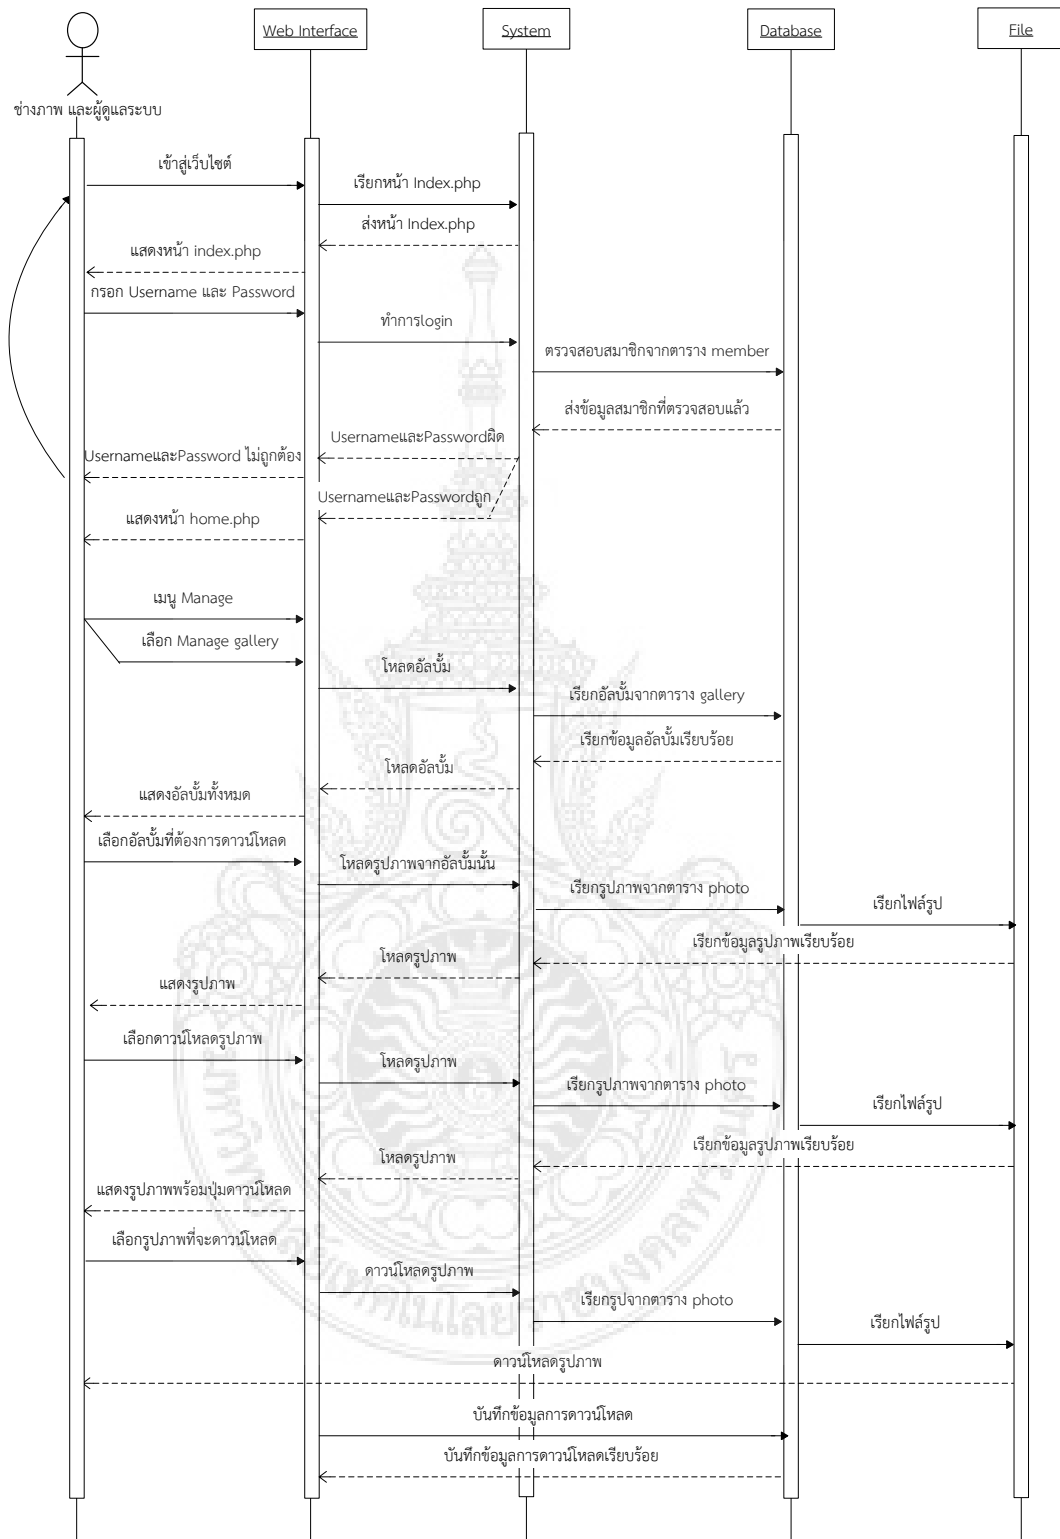 Web Interface
System
Database
File
ช่างภาพ และผู้ดูแลระบบ
เข้าสู่เว็บไซต์
เรียกหน้า Index.php
ส่งหน้า Index.php
แสดงหน้า index.php
กรอก Username และ Password
ทำการlogin
ตรวจสอบสมาชิกจากตาราง member
ส่งข้อมูลสมาชิกที่ตรวจสอบแล้ว
UsernameและPasswordผิด
UsernameและPassword ไม่ถูกต้อง
UsernameและPasswordถูก
แสดงหน้า home.php
เมนู Manage
เลือก Manage gallery
โหลดอัลบั้ม
เรียกอัลบั้มจากตาราง gallery
เรียกข้อมูลอัลบั้มเรียบร้อย
โหลดอัลบั้ม
แสดงอัลบั้มทั้งหมด
เลือกอัลบั้มที่ต้องการดาวน์โหลด
โหลดรูปภาพจากอัลบั้มนั้น
เรียกรูปภาพจากตาราง photo
เรียกไฟล์รูป
เรียกข้อมูลรูปภาพเรียบร้อย
โหลดรูปภาพ
แสดงรูปภาพ
เลือกดาวน์โหลดรูปภาพ
โหลดรูปภาพ
เรียกรูปภาพจากตาราง photo
เรียกไฟล์รูป
เรียกข้อมูลรูปภาพเรียบร้อย
โหลดรูปภาพ
แสดงรูปภาพพร้อมปุ่มดาวน์โหลด
เลือกรูปภาพที่จะดาวน์โหลด
ดาวน์โหลดรูปภาพ
เรียกรูปจากตาราง photo
เรียกไฟล์รูป
ดาวน์โหลดรูปภาพ
บันทึกข้อมูลการดาวน์โหลด
บันทึกข้อมูลการดาวน์โหลดเรียบร้อย
มหาวิทยาลัยเทคโนโลยีราชมงคลพระนคร